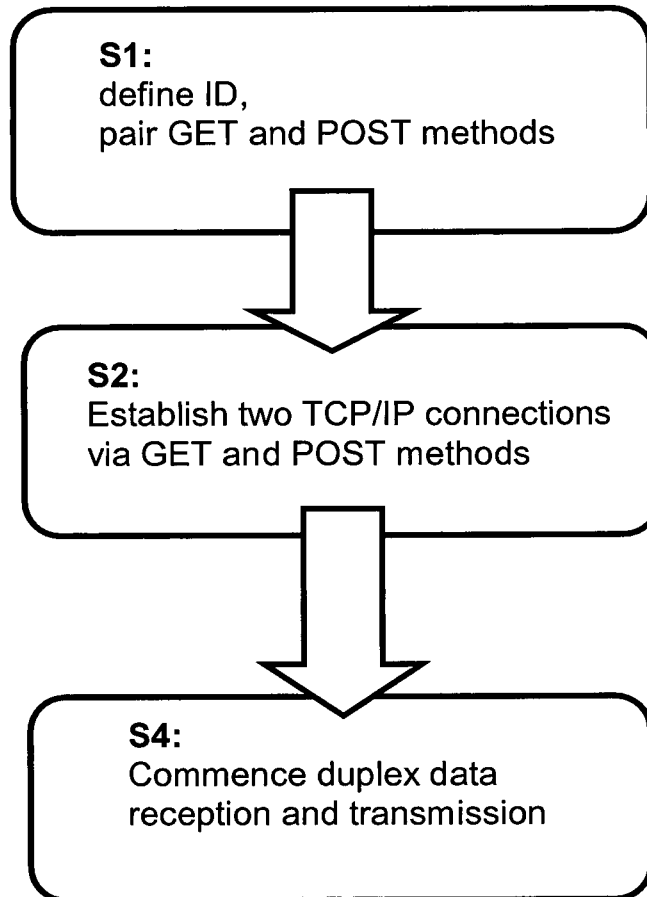 S1:
define ID,
pair GET and POST methods
S2:
Establish two TCP/IP connections
via GET and POST methods
S4:
Commence duplex data
reception and transmission